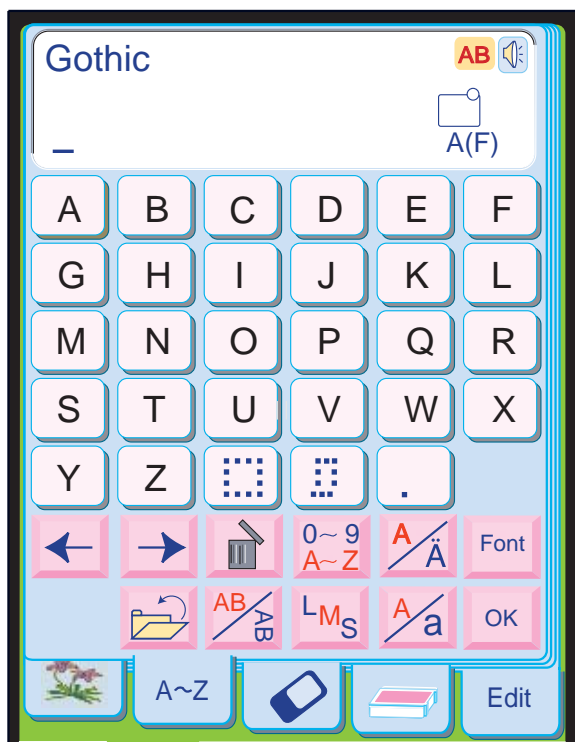 Gothic AB
A(F)
_
A B C D E F
G H I J K L
M N O P Q R
S T U V W X
Y Z .
0~9 A/Ä Font
A~Z
AB/AB L M S A/a OK
A~Z Edit